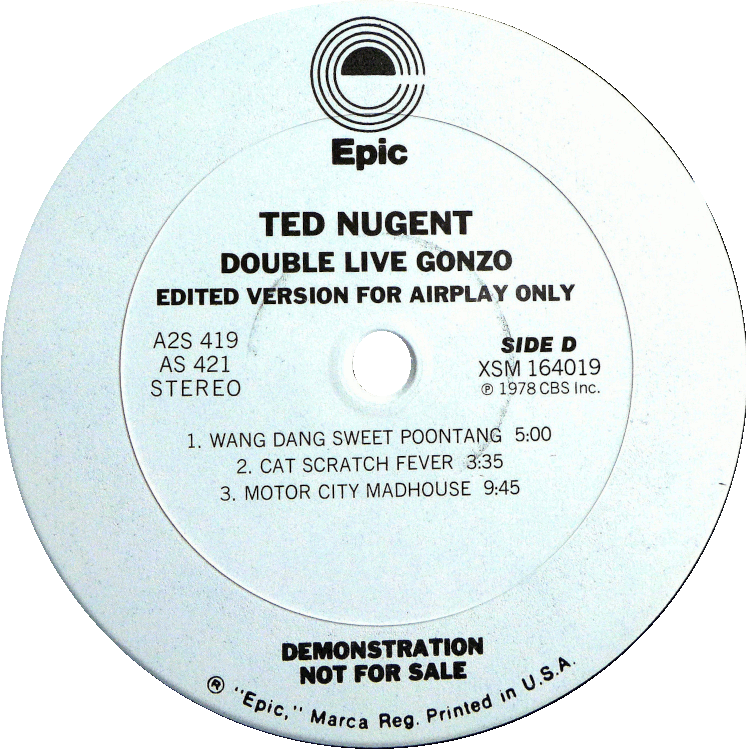 Epic
TED NUGENT
DOUBLE LIVE GONZO
EDITED VERSION FOR AIRPLAY ONLY
A2S 419
AS 421
STEREO
SIDE D
XSM 164019
℗ 1978 CBS Inc.
1. WANG DANG SWEET POONTANG 5:00
2. CAT SCRATCH FEVER 3:35
3. MOTOR CITY MADHOUSE 9:45
DEMONSTRATION
NOT FOR SALE
® "Epic," Marca Reg. Printed in U.S.A.